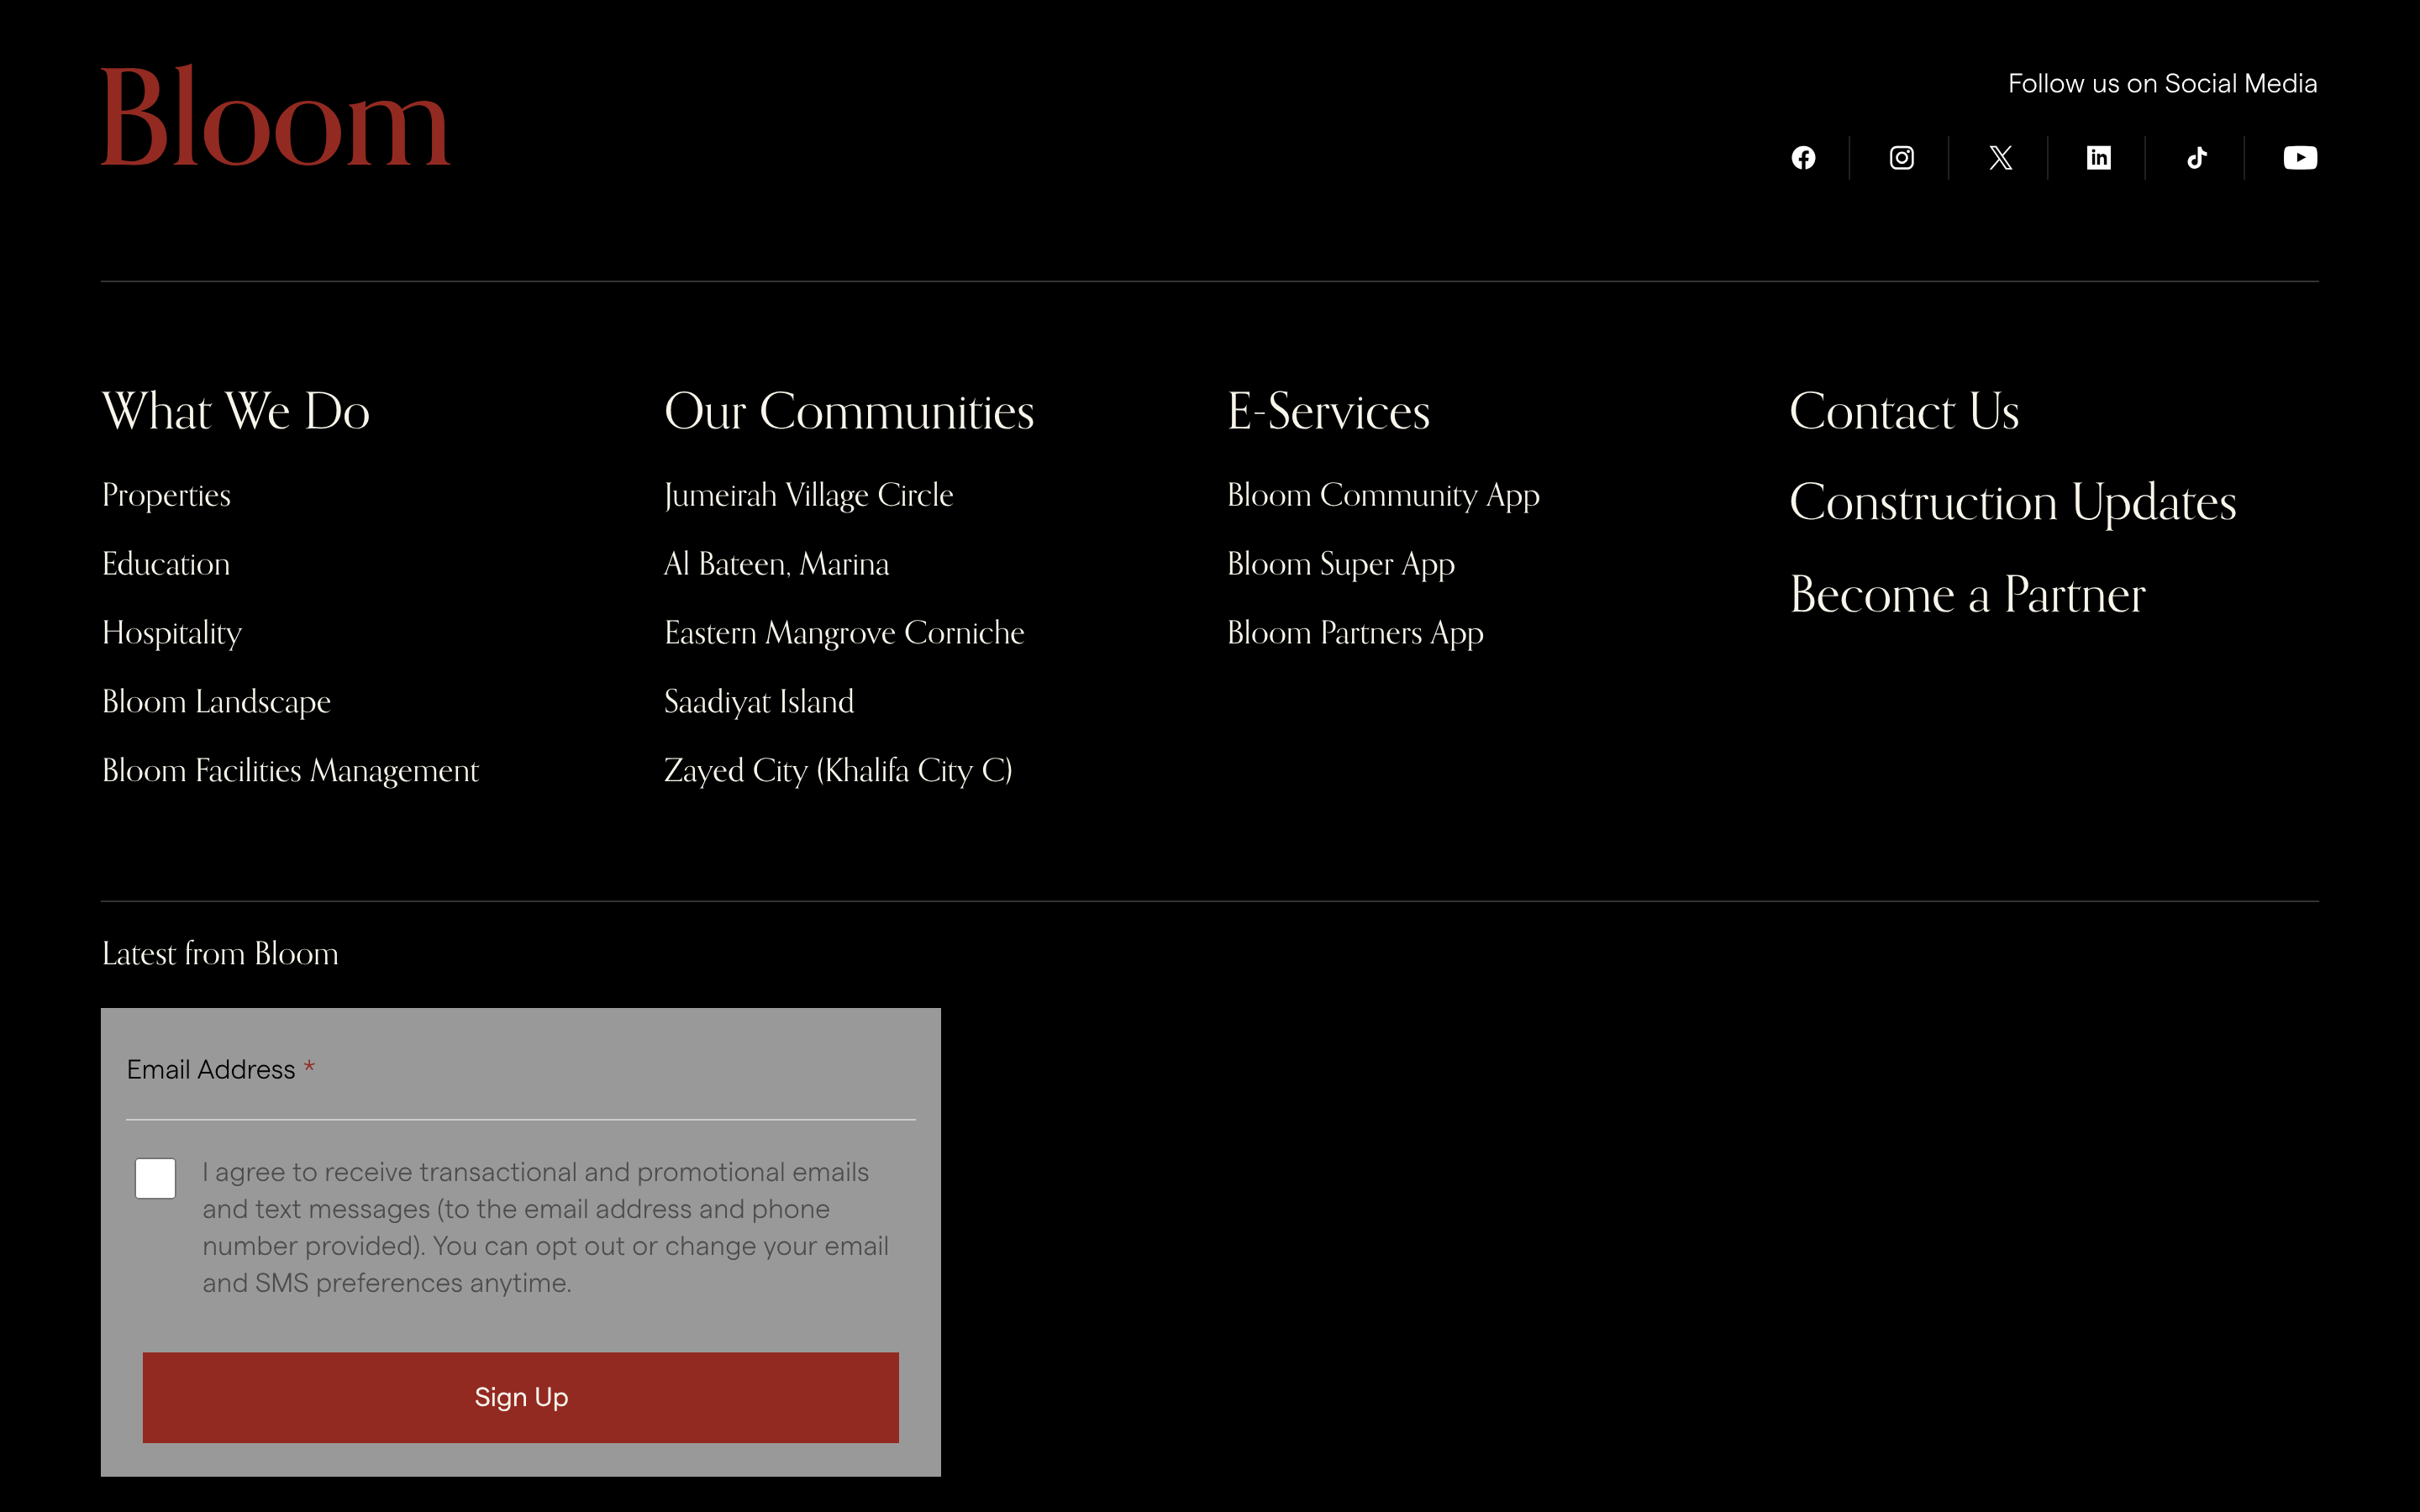 Bloom
Follow us on Social Media
What We Do
Properties
Education
Hospitality
Bloom Landscape
Bloom Facilities Management
Our Communities
Jumeirah Village Circle
Al Bateen, Marina
Eastern Mangrove Corniche
Saadiyat Island
Zayed City (Khalifa City C)
E-Services
Bloom Community App
Bloom Super App
Bloom Partners App
Contact Us
Construction Updates
Become a Partner
Latest from Bloom
Email Address *
I agree to receive transactional and promotional emails
and text messages (to the email address and phone
number provided). You can opt out or change your email
and SMS preferences anytime.
Sign Up